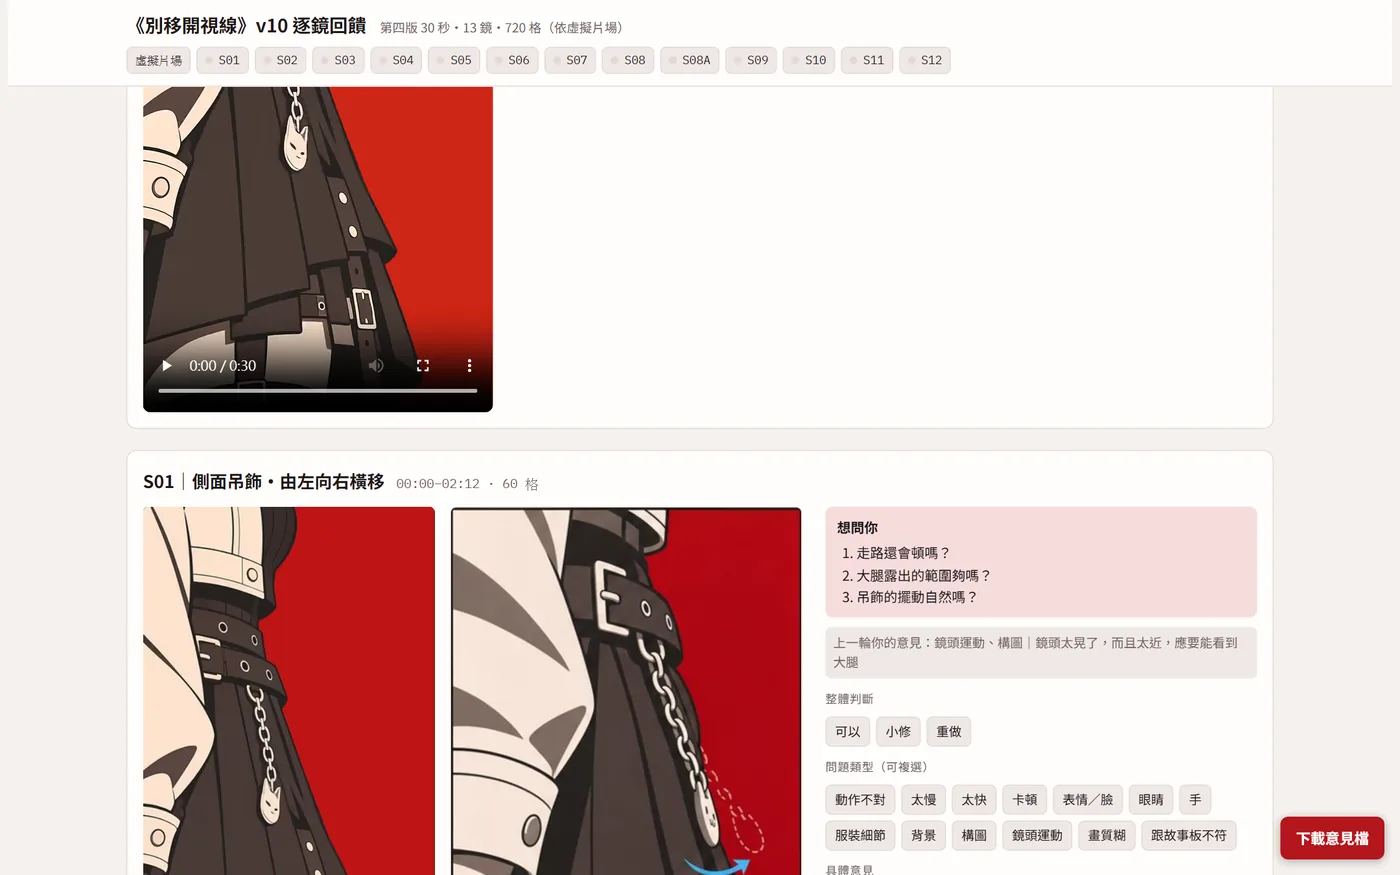 《別移開視線》v10 逐鏡回饋 第四版 30 秒・13 鏡・720 格（依虛擬片場）
虛擬片場 S01 S02 S03 S04 S05 S06 S07 S08 S08A S09 S10 S11 S12
0:00 / 0:30
S01｜側面吊飾・由左向右橫移 00:00–02:12 · 60 格
想問你
1. 走路還會頓嗎？
2. 大腿露出的範圍夠嗎？
3. 吊飾的擺動自然嗎？
上一輪你的意見：鏡頭運動、構圖｜鏡頭太晃了，而且太近，應要能看到
大腿
整體判斷
可以 小修 重做
問題類型（可複選）
動作不對 太慢 太快 卡頓 表情／臉 眼睛 手
服裝細節 背景 構圖 鏡頭運動 畫質糊 跟故事板不符
具體意見
下載意見檔